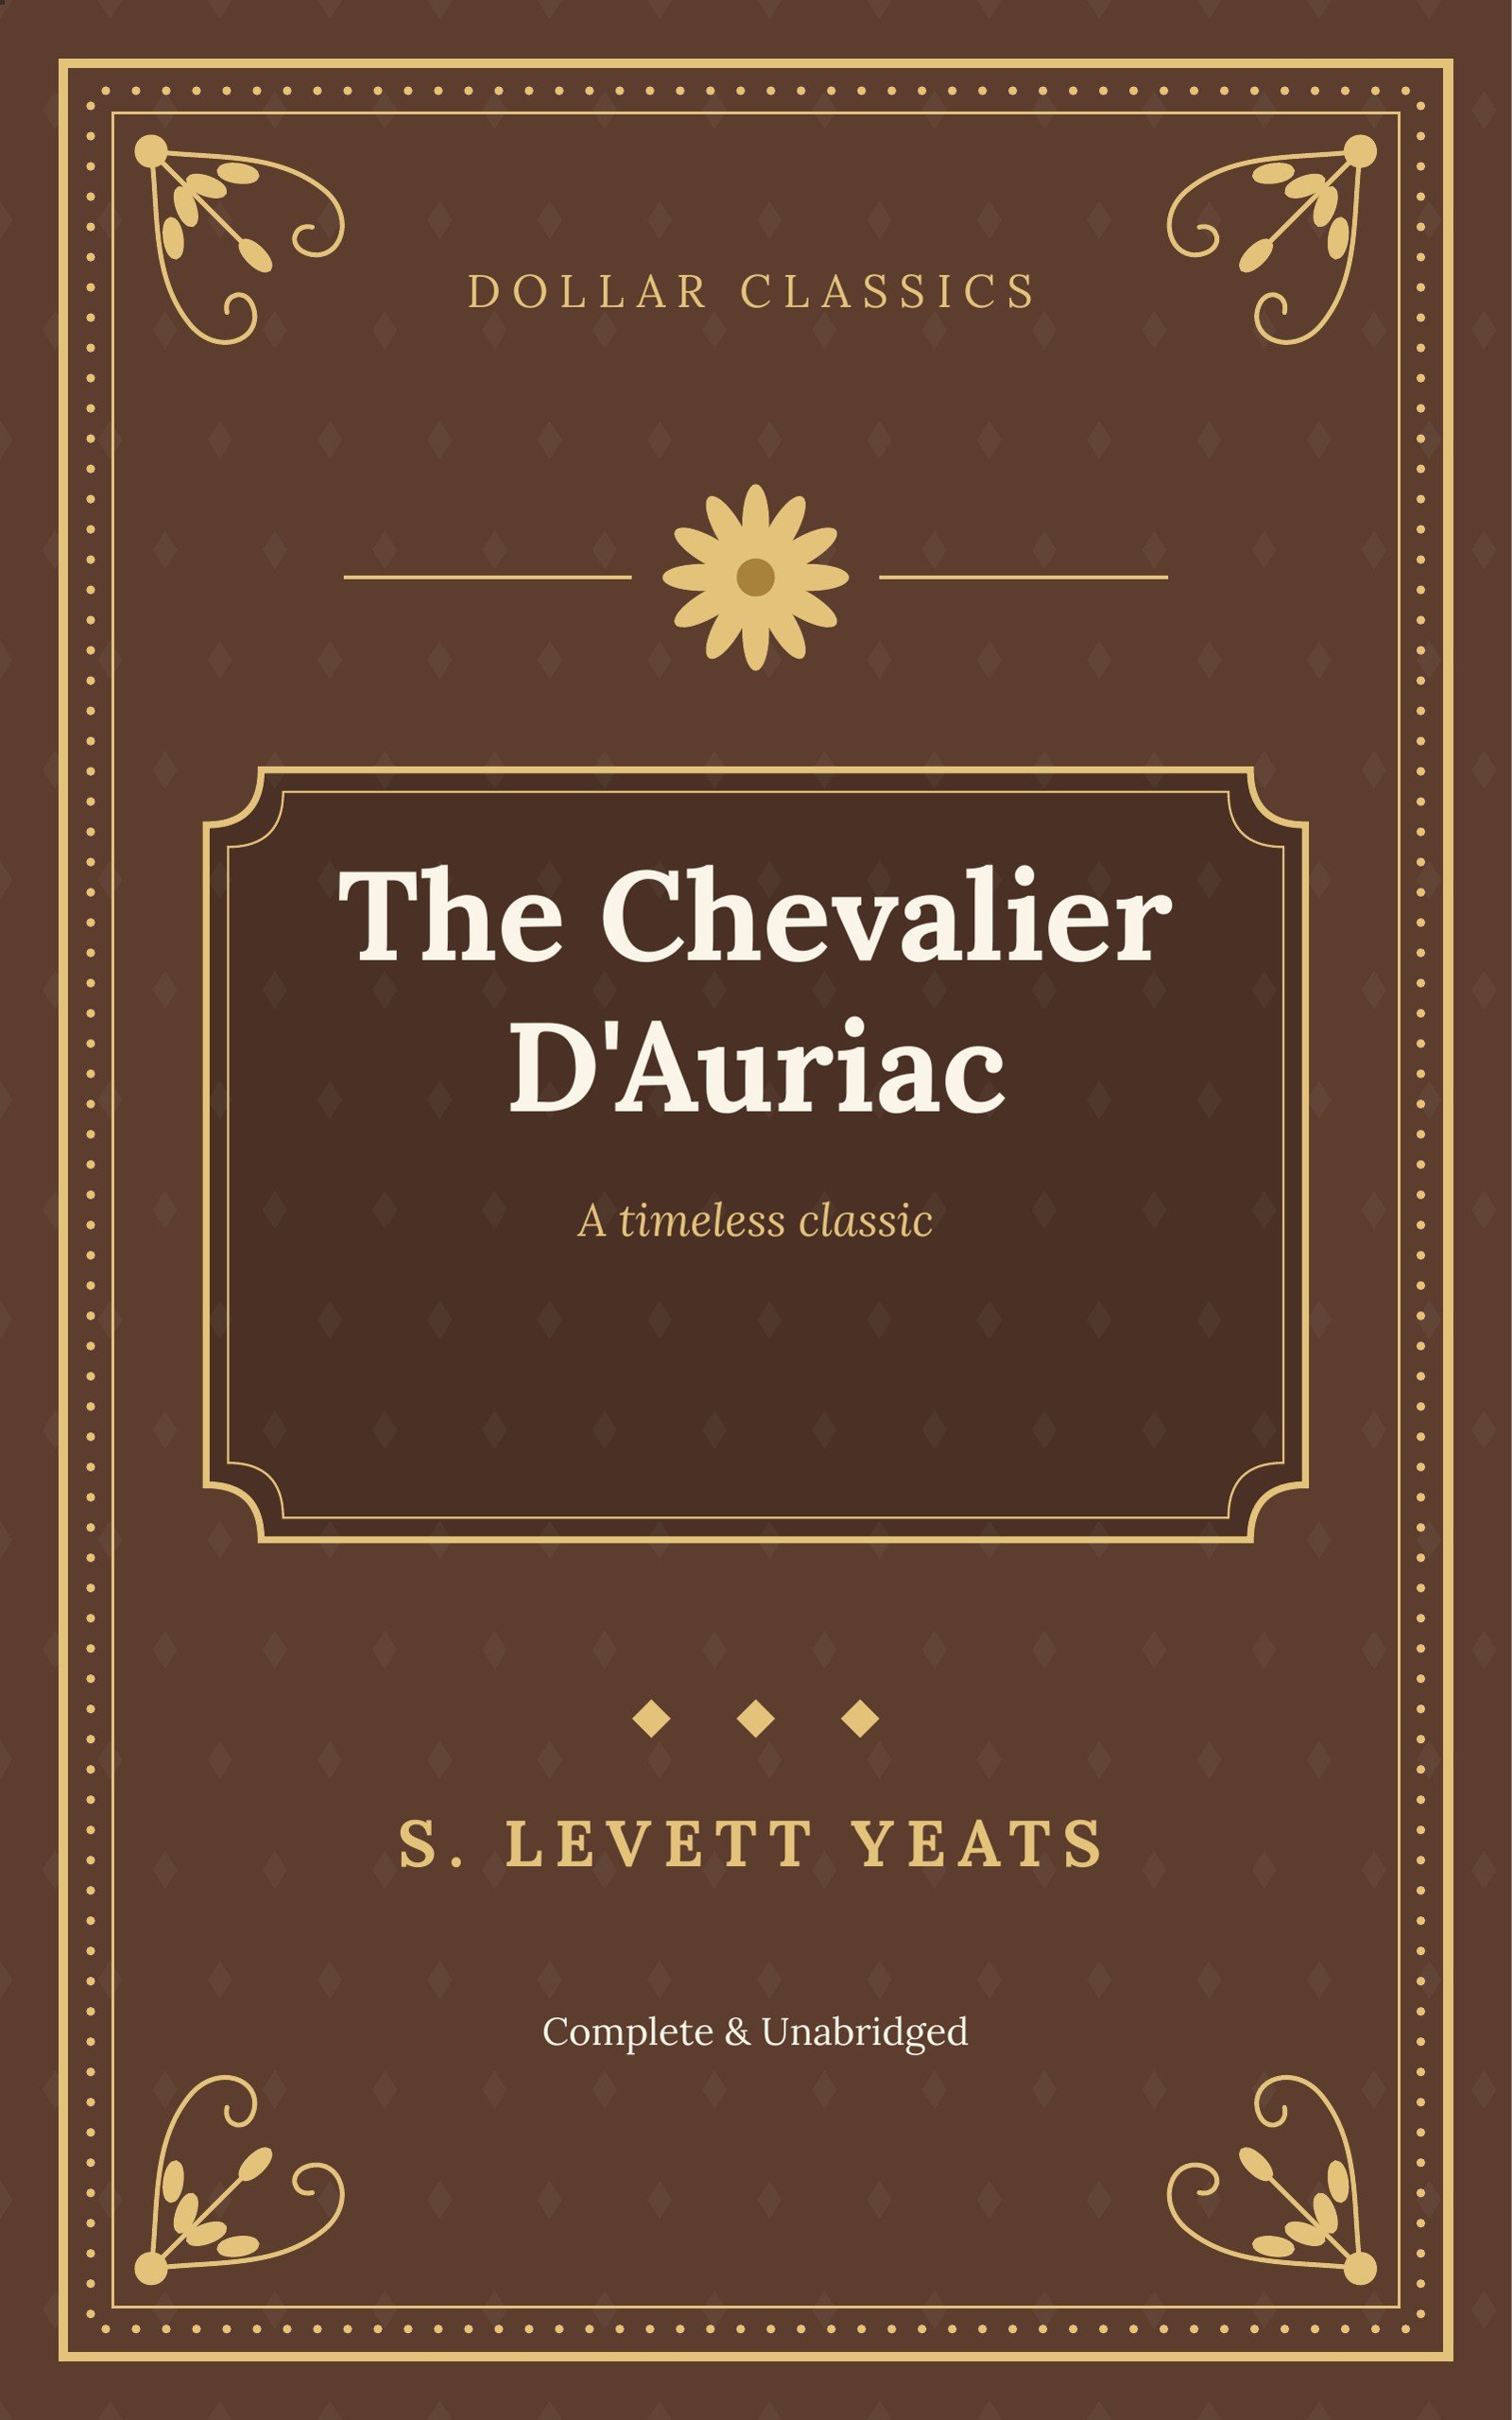 DOLLAR CLASSICS
The Chevalier
D'Auriac
A timeless classic
S. LEVETT YEATS
Complete & Unabridged